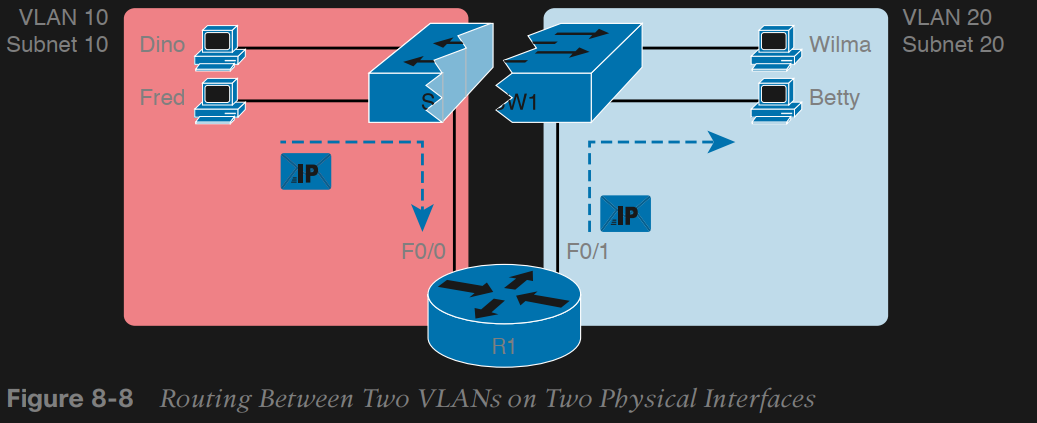 VLAN 10
Subnet 10
Dino
Fred
S
W1
VLAN 20
Subnet 20
Wilma
Betty
IP
IP
F0/0
F0/1
R1
Figure 8-8 Routing Between Two VLANs on Two Physical Interfaces